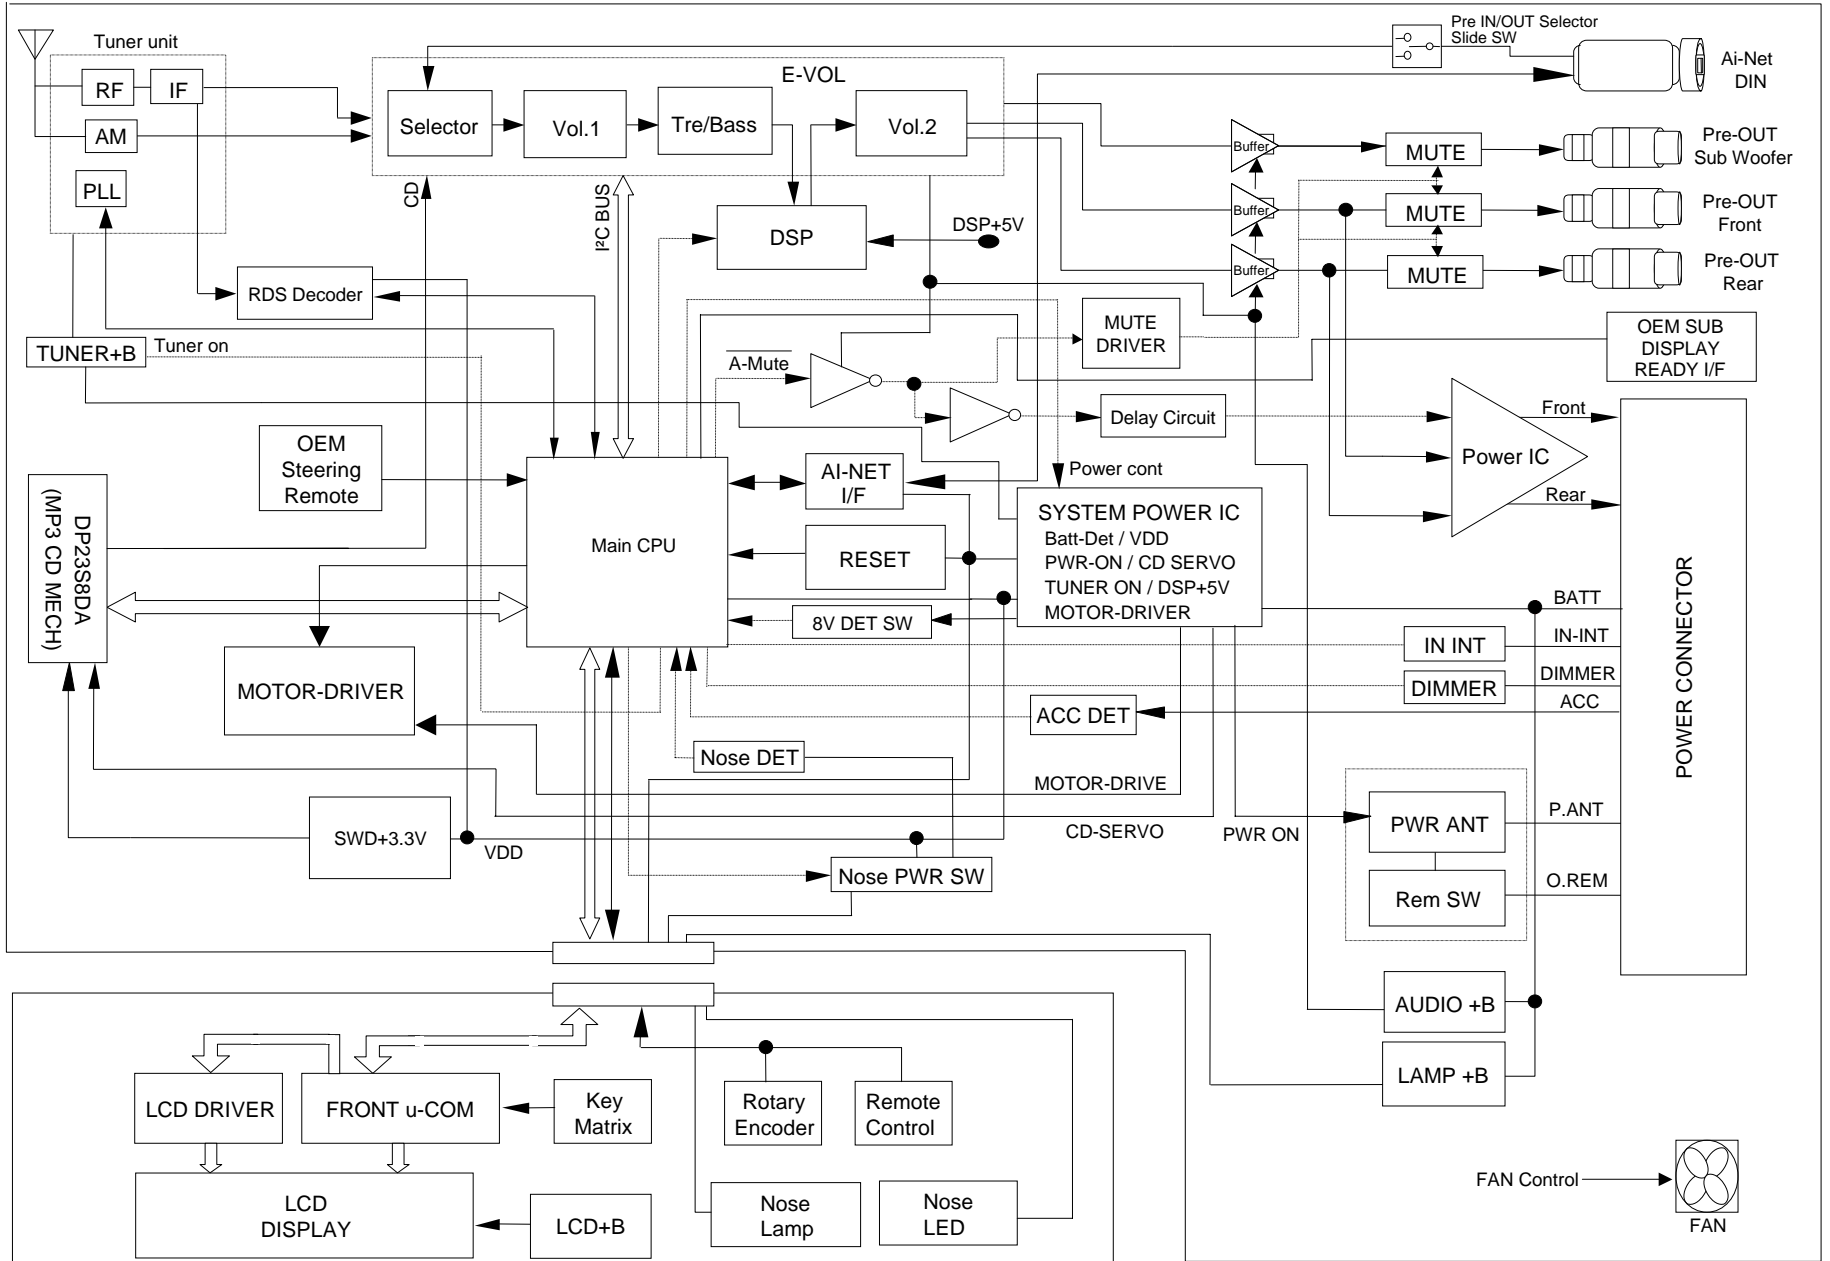 Tuner unit
RF
IF
AM
PLL
E-VOL
Selector
Vol.1
Tre/Bass
Vol.2
Pre IN/OUT Selector
Slide SW
Ai-Net
DIN
Buffer
MUTE
Pre-OUT
Sub Woofer
Buffer
MUTE
Pre-OUT
Front
Buffer
MUTE
Pre-OUT
Rear
CD
I²C BUS
DSP
DSP+5V
RDS Decoder
TUNER+B
Tuner on
A-Mute
MUTE
DRIVER
OEM SUB
DISPLAY
READY I/F
Delay Circuit
Power IC
Front
Rear
OEM
Steering
Remote
DP23S8DA
(MP3 CD MECH)
Main CPU
AI-NET
I/F
RESET
8V DET SW
Power cont
SYSTEM POWER IC
Batt-Det / VDD
PWR-ON / CD SERVO
TUNER ON / DSP+5V
MOTOR-DRIVER
POWER CONNECTOR
BATT
IN INT
IN-INT
DIMMER
DIMMER
ACC DET
ACC
MOTOR-DRIVER
Nose DET
MOTOR-DRIVE
CD-SERVO
PWR ON
PWR ANT
P.ANT
Rem SW
O.REM
SWD+3.3V
VDD
Nose PWR SW
AUDIO +B
LAMP +B
LCD DRIVER
FRONT u-COM
Key
Matrix
Rotary
Encoder
Remote
Control
LCD
DISPLAY
LCD+B
Nose
Lamp
Nose
LED
FAN Control
FAN